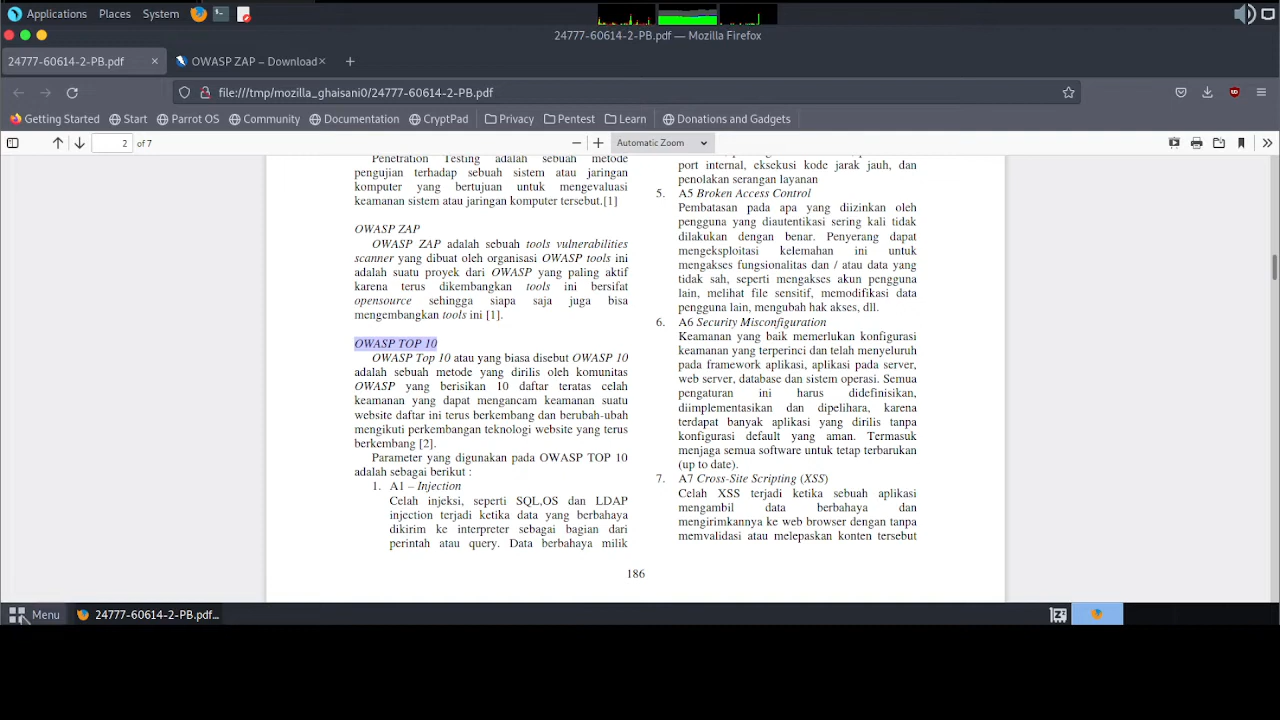 Applications Places System
24777-60614-2-PB.pdf — Mozilla Firefox
24777-60614-2-PB.pdf × OWASP ZAP – Download × +
file:///tmp/mozilla_ghaisani0/24777-60614-2-PB.pdf
Getting Started Start Parrot OS Community Documentation CryptPad Privacy Pentest Learn Donations and Gadgets
2 of 7 Automatic Zoom
Penetration Testing adalah sebuah metode
pengujian terhadap sebuah sistem atau jaringan
komputer yang bertujuan untuk mengevaluasi
keamanan sistem atau jaringan komputer tersebut.[1]
OWASP ZAP
OWASP ZAP adalah sebuah tools vulnerabilities
scanner yang dibuat oleh organisasi OWASP tools ini
adalah suatu proyek dari OWASP yang paling aktif
karena terus dikembangkan tools ini bersifat
opensource sehingga siapa saja juga bisa
mengembangkan tools ini [1].
OWASP TOP 10
OWASP Top 10 atau yang biasa disebut OWASP 10
adalah sebuah metode yang dirilis oleh komunitas
OWASP yang berisikan 10 daftar teratas celah
keamanan yang dapat mengancam keamanan suatu
website daftar ini terus berkembang dan berubah-ubah
mengikuti perkembangan teknologi website yang terus
berkembang [2].
Parameter yang digunakan pada OWASP TOP 10
adalah sebagai berikut :
1. A1 – Injection
Celah injeksi, seperti SQL,OS dan LDAP
injection terjadi ketika data yang berbahaya
dikirim ke interpreter sebagai bagian dari
perintah atau query. Data berbahaya milik
port internal, eksekusi kode jarak jauh, dan
penolakan serangan layanan
5. A5 Broken Access Control
Pembatasan pada apa yang diizinkan oleh
pengguna yang diautentikasi sering kali tidak
dilakukan dengan benar. Penyerang dapat
mengeksploitasi kelemahan ini untuk
mengakses fungsionalitas dan / atau data yang
tidak sah, seperti mengakses akun pengguna
lain, melihat file sensitif, memodifikasi data
pengguna lain, mengubah hak akses, dll.
6. A6 Security Misconfiguration
Keamanan yang baik memerlukan konfigurasi
keamanan yang terperinci dan telah menyeluruh
pada framework aplikasi, aplikasi pada server,
web server, database dan sistem operasi. Semua
pengaturan ini harus didefinisikan,
diimplementasikan dan dipelihara, karena
terdapat banyak aplikasi yang dirilis tanpa
konfigurasi default yang aman. Termasuk
menjaga semua software untuk tetap terbarukan
(up to date).
7. A7 Cross-Site Scripting (XSS)
Celah XSS terjadi ketika sebuah aplikasi
mengambil data berbahaya dan
mengirimkannya ke web browser dengan tanpa
memvalidasi atau melepaskan konten tersebut
186
Menu 24777-60614-2-PB.pdf...